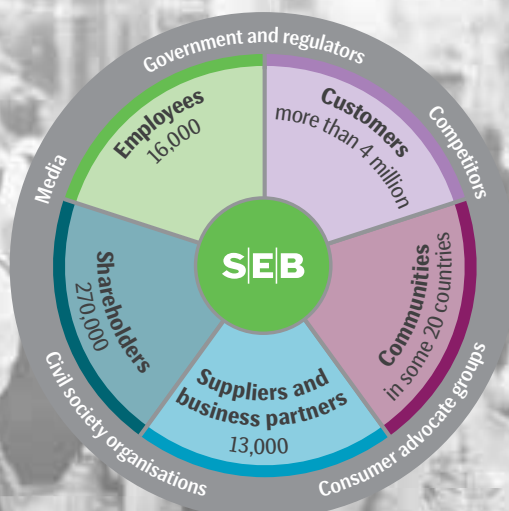 Government and regulators
Competitors
Consumer advocate groups
Civil society organisations
Media
Employees
16,000
Customers
more than 4 million
Communities
in some 20 countries
Suppliers and
business partners
13,000
Shareholders
270,000
S|E|B